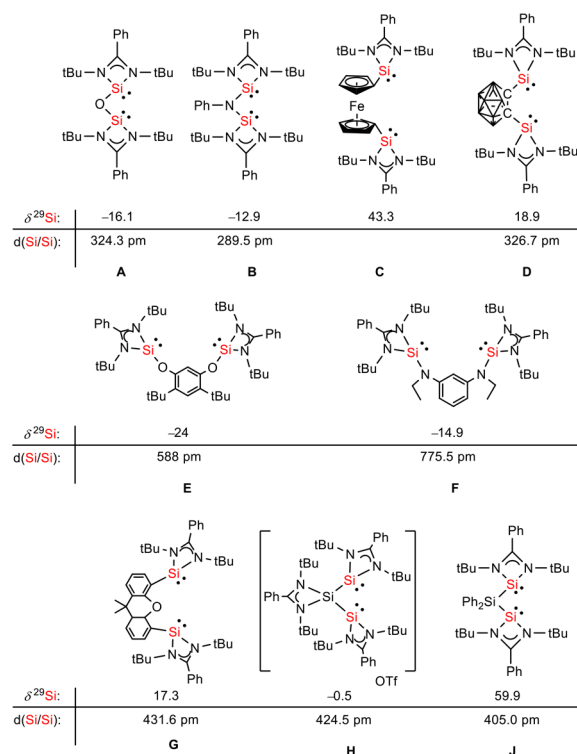 Ph Ph Ph Ph
tBu N N tBu tBu N N tBu tBu N N tBu tBu N N tBu
Si Si Si Si
O Ph N Fe C C
Si Si Si Si
tBu N N tBu tBu N N tBu tBu N N tBu tBu N N tBu
Ph Ph Ph Ph
δ²⁹Si: –16.1 –12.9 43.3 18.9
d(Si/Si): 324.3 pm 289.5 pm 326.7 pm
A B C D
tBu tBu tBu tBu
Ph N N Ph Ph N N Ph
N Si Si N N Si Si N
tBu O O tBu tBu N N tBu
tBu tBu
δ²⁹Si: –24 –14.9
d(Si/Si): 588 pm 775.5 pm
E F
Ph Ph Ph
tBu N N tBu tBu N N tBu tBu N N tBu
Si tBu N Si Si
O Ph N Si Ph₂Si
Si tBu N Si Si
tBu N N tBu tBu N N tBu tBu N N tBu
Ph Ph Ph
OTf
δ²⁹Si: 17.3 –0.5 59.9
d(Si/Si): 431.6 pm 424.5 pm 405.0 pm
G H J